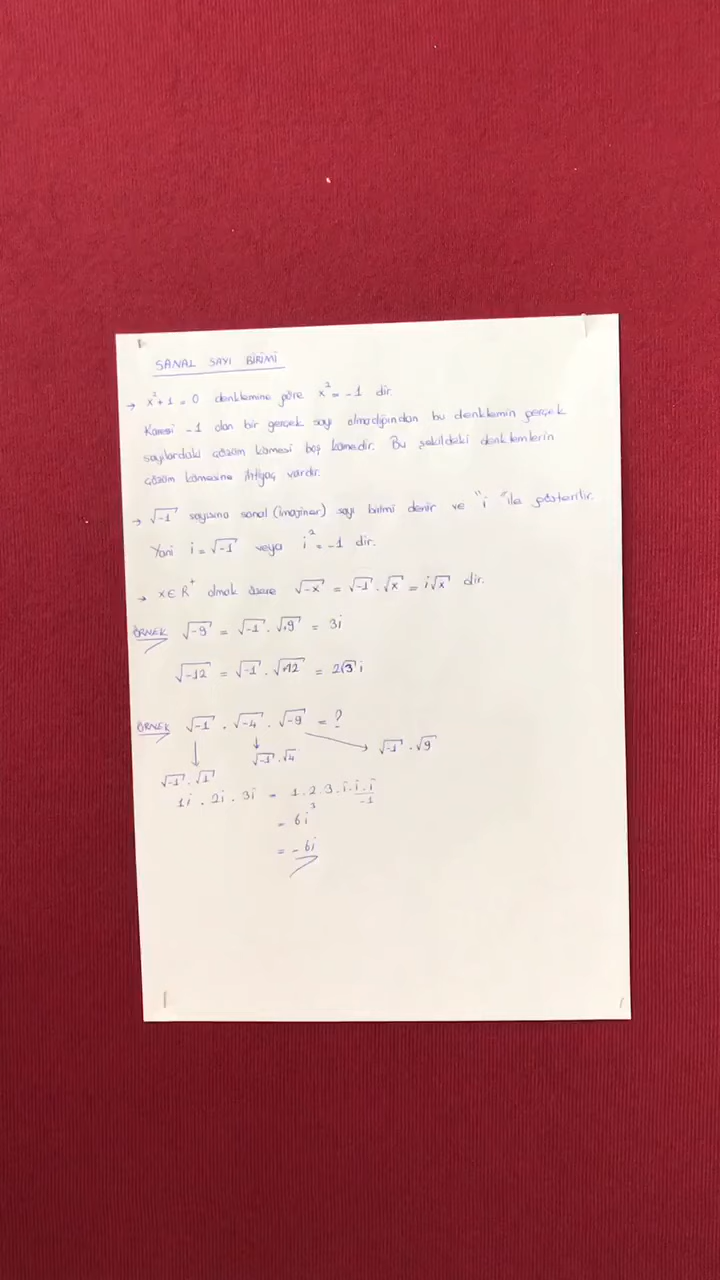 SANAL SAYI BİRİMİ
→ x²+1=0 denklemine göre x²=-1 dir.
Karesi -1 olan bir gerçek sayı olmadığından bu denklemin gerçek
sayılardaki çözüm kümesi boş kümedir. Bu şekildeki denklemlerin
çözüm kümesine ihtiyaç vardır.
→ √-1 sayısına sanal (imajiner) sayı birimi denir ve "i" ile gösterilir.
Yani i=√-1 veya i²=-1 dir.
→ x∈R⁺ olmak üzere √-x = √-1 . √x = i√x dir.
ÖRNEK √-9 = √-1 . √9 = 3i
√-12 = √-1 . √12 = 2√3 i
ÖRNEK √-1 . √-4 . √-9 = ?
√-1 . √1 √-1 . √4 √-1 . √9
1i . 2i . 3i = 1.2.3.i.i.i
-1
= 6i³
= -6i